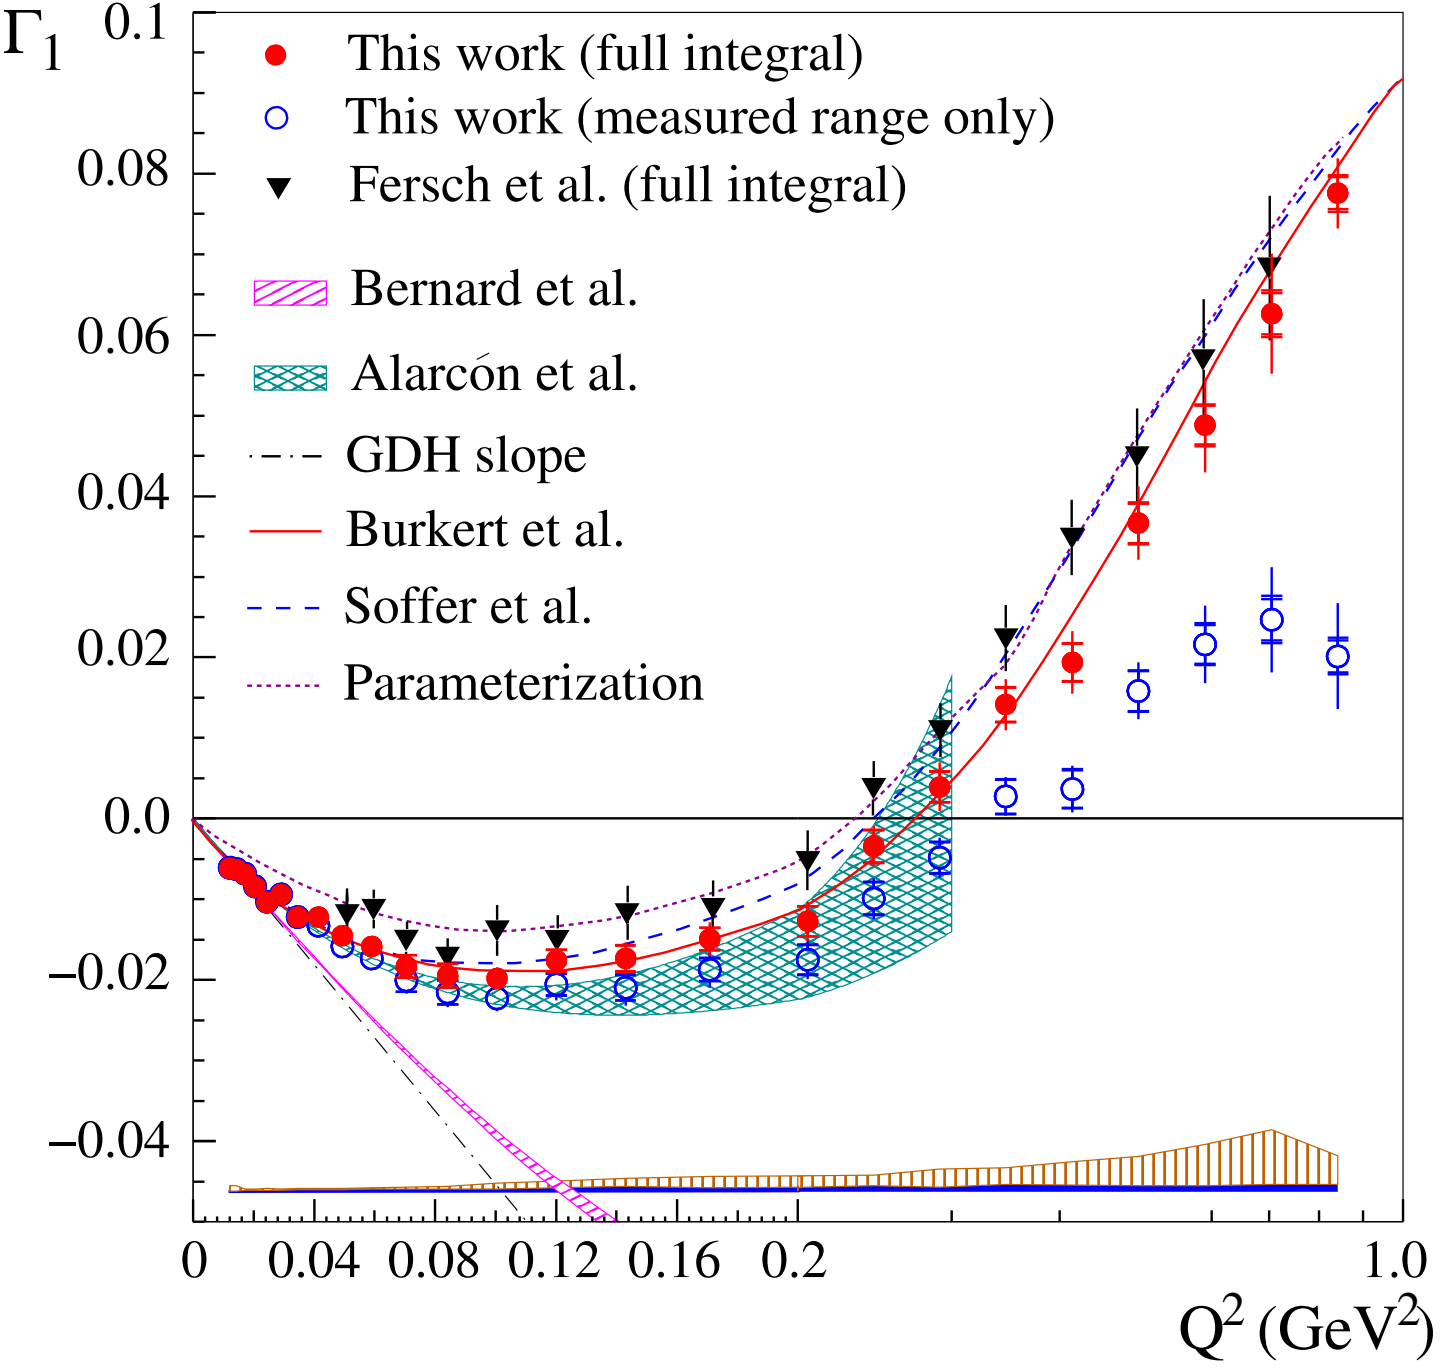 Γ1
0.1
This work (full integral)
This work (measured range only)
0.08
Fersch et al. (full integral)
Bernard et al.
0.06
Alarcón et al.
GDH slope
0.04
Burkert et al.
Soffer et al.
0.02
Parameterization
0.0
−0.02
−0.04
0 0.04 0.08 0.12 0.16 0.2 1.0
Q² (GeV²)